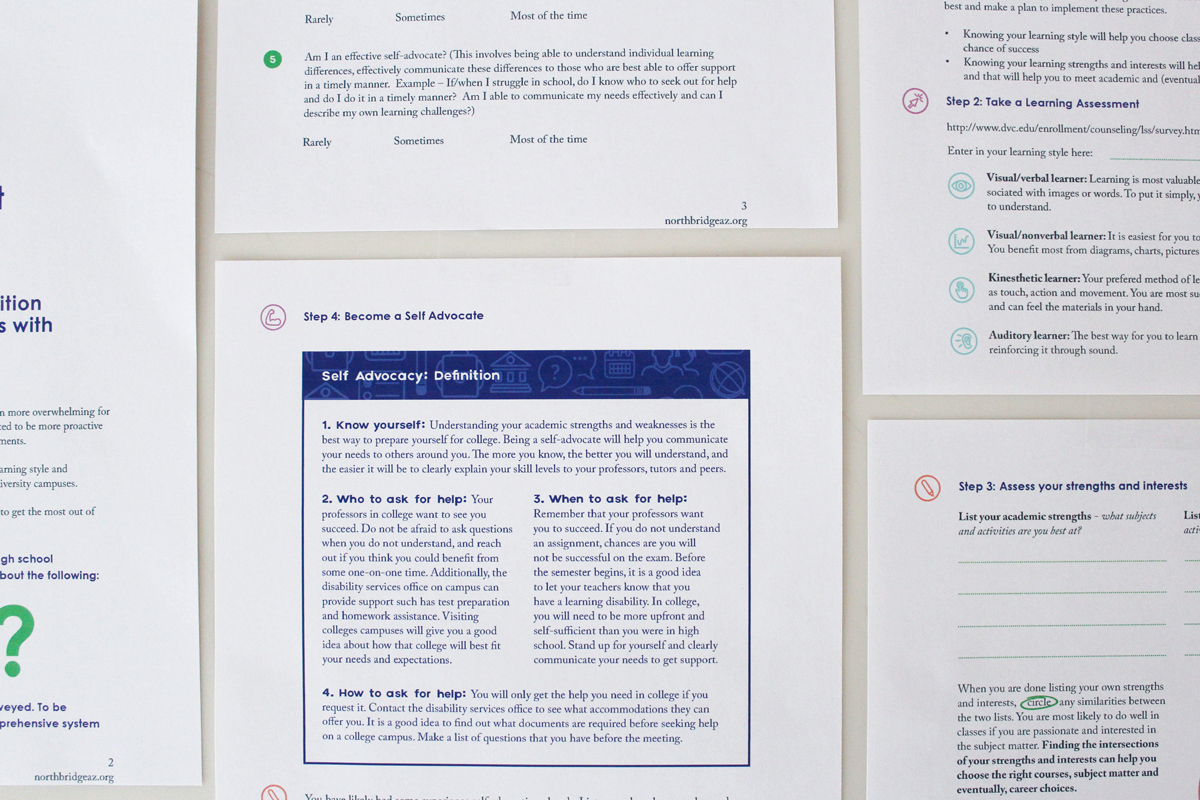 ition
s with
n more overwhelming for
ed to be more proactive
ments.
arning style and
iversity campuses.
to get the most out of
gh school
bout the following:
?
veyed. To be
prehensive system
2
northbridgeaz.org
Rarely Sometimes Most of the time
5 Am I an effective self-advocate? (This involves being able to understand individual learning
differences, effectively communicate these differences to those who are best able to offer support
in a timely manner. Example – If/when I struggle in school, do I know who to seek out for help
and do I do it in a timely manner? Am I able to communicate my needs effectively and can I
describe my own learning challenges?)
Rarely Sometimes Most of the time
3
northbridgeaz.org
Step 4: Become a Self Advocate
Self Advocacy: Definition
1. Know yourself: Understanding your academic strengths and weaknesses is the
best way to prepare yourself for college. Being a self-advocate will help you communicate
your needs to others around you. The more you know, the better you will understand, and
the easier it will be to clearly explain your skill levels to your professors, tutors and peers.
2. Who to ask for help: Your
professors in college want to see you
succeed. Do not be afraid to ask questions
when you do not understand, and reach
out if you think you could benefit from
some one-on-one time. Additionally, the
disability services office on campus can
provide support such has test preparation
and homework assistance. Visiting
colleges campuses will give you a good
idea about how that college will best fit
your needs and expectations.
3. When to ask for help:
Remember that your professors want
you to succeed. If you do not understand
an assignment, chances are you will
not be successful on the exam. Before
the semester begins, it is a good idea
to let your teachers know that you
have a learning disability. In college,
you will need to be more upfront and
self-sufficient than you were in high
school. Stand up for yourself and clearly
communicate your needs to get support.
4. How to ask for help: You will only get the help you need in college if you
request it. Contact the disability services office to see what accommodations they can
offer you. It is a good idea to find out what documents are required before seeking help
on a college campus. Make a list of questions that you have before the meeting.
best and make a plan to implement these practices.
• Knowing your learning style will help you choose clas
chance of success
• Knowing your learning strengths and interests will hel
and that will help you to meet academic and (eventual
Step 2: Take a Learning Assessment
http://www.dvc.edu/enrollment/counseling/lss/survey.htm
Enter in your learning style here:
Visual/verbal learner: Learning is most valuable
sociated with images or words. To put it simply, y
to understand.
Visual/nonverbal learner: It is easiest for you to
You benefit most from diagrams, charts, pictures
Kinesthetic learner: Your prefered method of le
as touch, action and movement. You are most su
and can feel the materials in your hand.
Auditory learner: The best way for you to learn
reinforcing it through sound.
Step 3: Assess your strengths and interests
List your academic strengths – what subjects
and activities are you best at?
List
activ
When you are done listing your own strengths
and interests, circle any similarities between
the two lists. You are most likely to do well in
classes if you are passionate and interested in
the subject matter. Finding the intersections
of your strengths and interests can help you
choose the right courses, subject matter and
eventually, career choices.